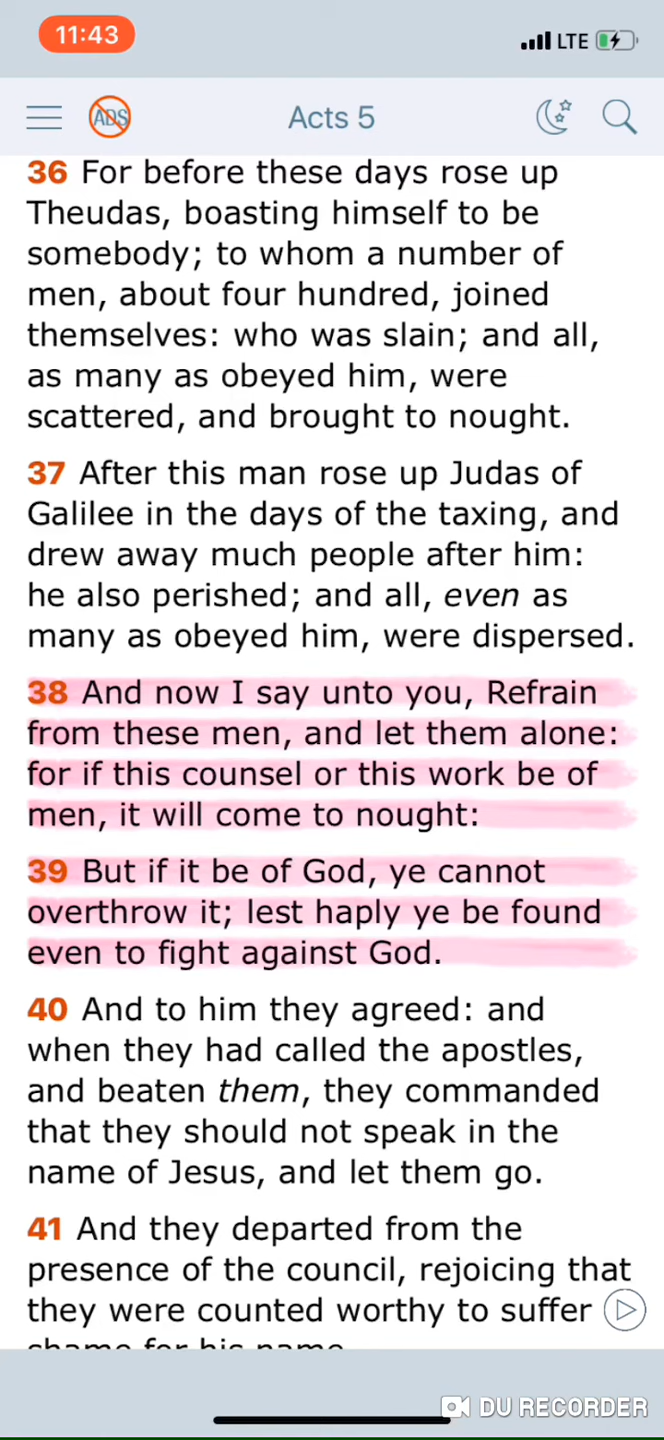 11:43
LTE
ADS
Acts 5
36 For before these days rose up
Theudas, boasting himself to be
somebody; to whom a number of
men, about four hundred, joined
themselves: who was slain; and all,
as many as obeyed him, were
scattered, and brought to nought.
37 After this man rose up Judas of
Galilee in the days of the taxing, and
drew away much people after him:
he also perished; and all, even as
many as obeyed him, were dispersed.
38 And now I say unto you, Refrain
from these men, and let them alone:
for if this counsel or this work be of
men, it will come to nought:
39 But if it be of God, ye cannot
overthrow it; lest haply ye be found
even to fight against God.
40 And to him they agreed: and
when they had called the apostles,
and beaten them, they commanded
that they should not speak in the
name of Jesus, and let them go.
41 And they departed from the
presence of the council, rejoicing that
they were counted worthy to suffer
shame for his name
DU RECORDER